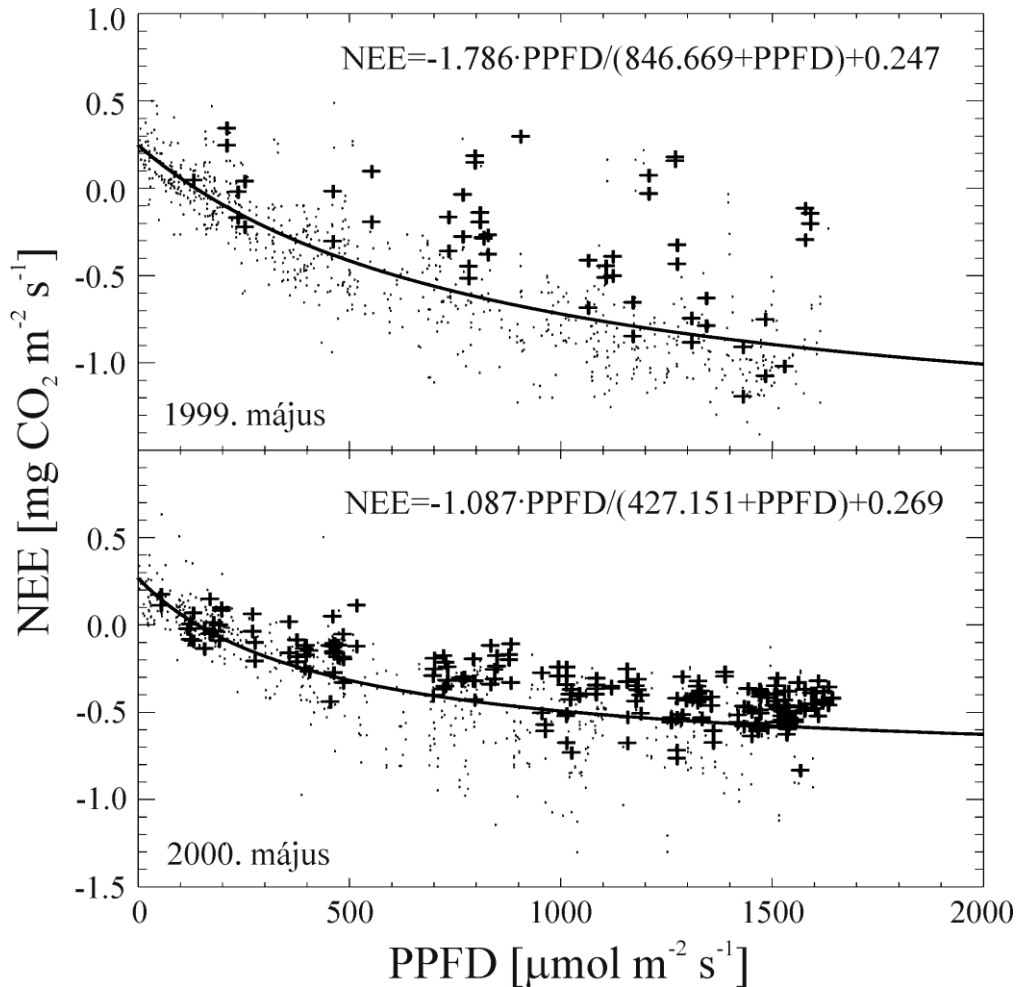 NEE [mg CO₂ m⁻² s⁻¹]
1.0
0.5
0.0
-0.5
-1.0
NEE=-1.786·PPFD/(846.669+PPFD)+0.247
1999. május
0.5
0.0
-0.5
-1.0
-1.5
NEE=-1.087·PPFD/(427.151+PPFD)+0.269
2000. május
0 500 1000 1500 2000
PPFD [µmol m⁻² s⁻¹]